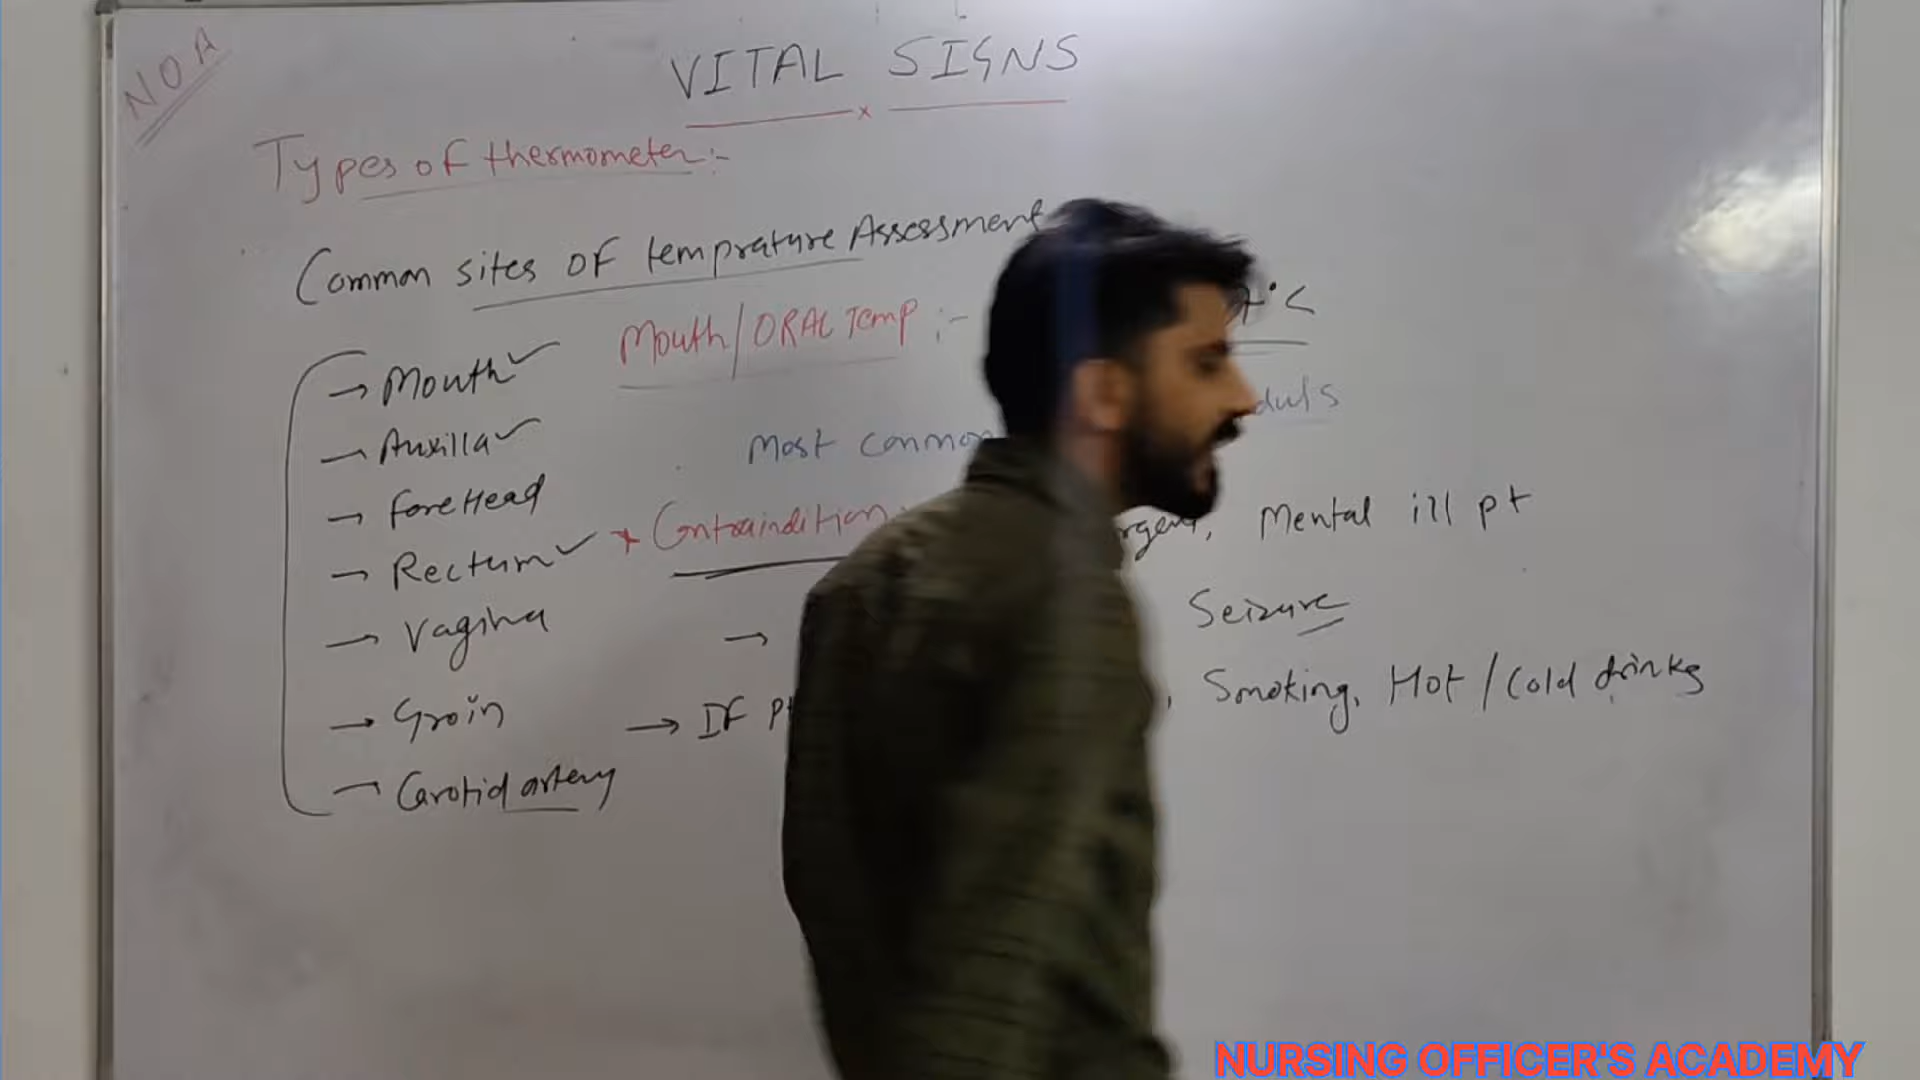 NOA
VITAL SIGNS
Types of thermometer:-
Common sites of temprature Assessment
Mouth/ORAL Temp :- °C
→ Mouth ✓
Most common
→ Auxilla ✓
→ ForeHead
* Contraindition Mental ill pt
→ Rectum ✓
Seizure
→ Vagina
→
Smoking, Hot / Cold drinks
→ Groin
→ IF
→ Carotid artery
NURSING OFFICER'S ACADEMY